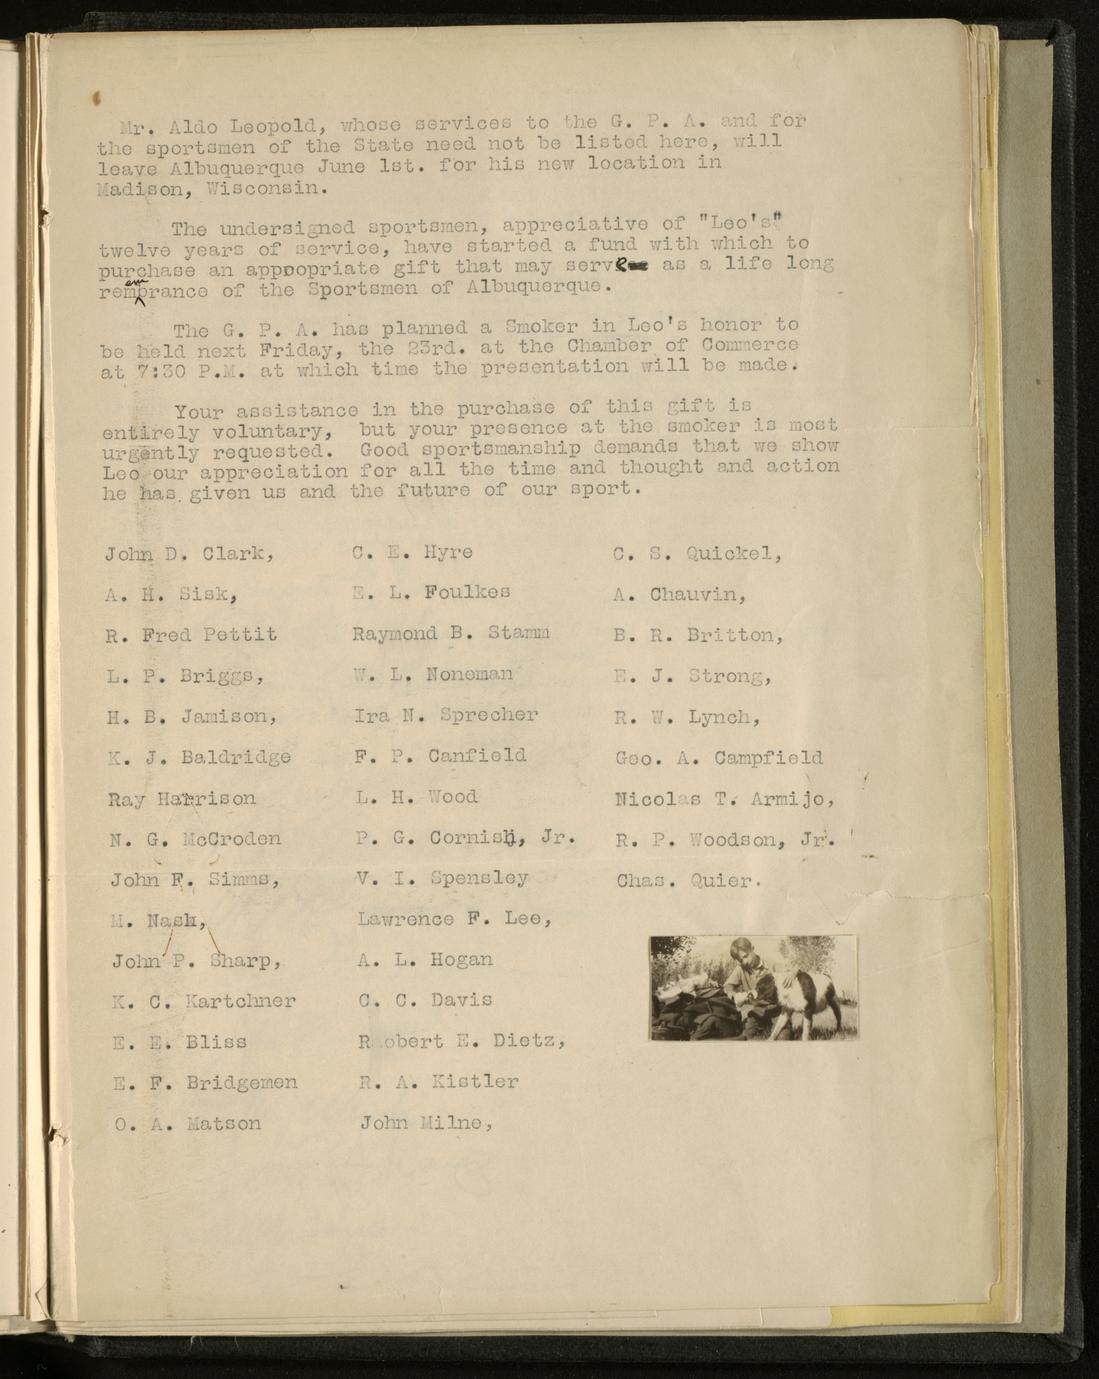 Mr. Aldo Leopold, whose services to the G. P. A. and for
the sportsmen of the State need not be listed here, will
leave Albuquerque June 1st. for his new location in
Madison, Wisconsin.
The undersigned sportsmen, appreciative of "Leo's"
twelve years of service, have started a fund with which to
purchase an appropriate gift that may serve as a life long
remembrance of the Sportsmen of Albuquerque.
The G. P. A. has planned a Smoker in Leo's honor to
be held next Friday, the 23rd. at the Chamber of Commerce
at 7:30 P.M. at which time the presentation will be made.
Your assistance in the purchase of this gift is
entirely voluntary, but your presence at the smoker is most
urgently requested. Good sportsmanship demands that we show
Leo our appreciation for all the time and thought and action
he has given us and the future of our sport.
John D. Clark, C. E. Hyre C. S. Quickel,
A. H. Sisk, E. L. Foulkes A. Chauvin,
R. Fred Pettit Raymond B. Stamm B. R. Britton,
L. P. Briggs, W. L. Noneman E. J. Strong,
H. B. Jamison, Ira N. Sprecher R. W. Lynch,
K. J. Baldridge F. P. Canfield Geo. A. Campfield
Ray Harrison L. H. Wood Nicolas T. Armijo,
N. G. McCroden P. G. Cornish, Jr. R. P. Woodson, Jr.
John F. Simms, V. I. Spensley Chas. Quier.
M. Nash, Lawrence F. Lee,
John P. Sharp, A. L. Hogan
K. C. Kartchner C. C. Davis
E. E. Bliss Robert E. Dietz,
E. F. Bridgemen R. A. Kistler
O. A. Matson John Milne,